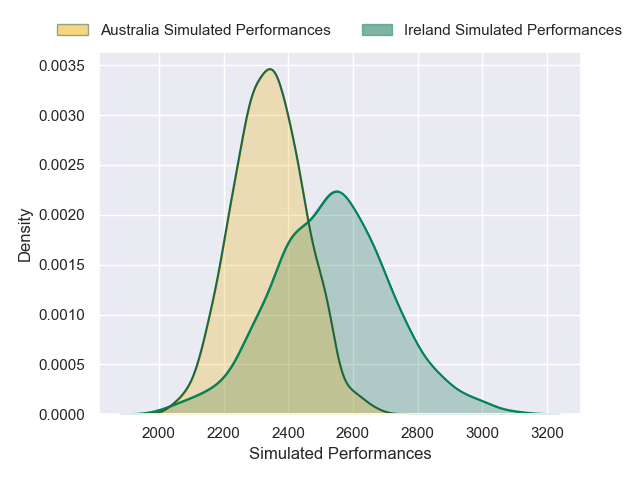 Australia Simulated Performances
Ireland Simulated Performances
0.0035
0.0030
0.0025
0.0020
0.0015
0.0010
0.0005
0.0000
Density
2000 2200 2400 2600 2800 3000 3200
Simulated Performances